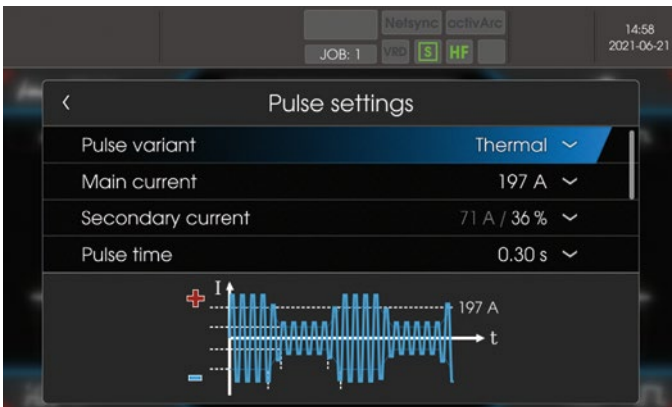 Netsync activArc
JOB: 1 VRD S HF
14:58
2021-06-21
Pulse settings
Pulse variant Thermal
Main current 197 A
Secondary current 71 A / 36 %
Pulse time 0.30 s
+ I
197 A
t
-